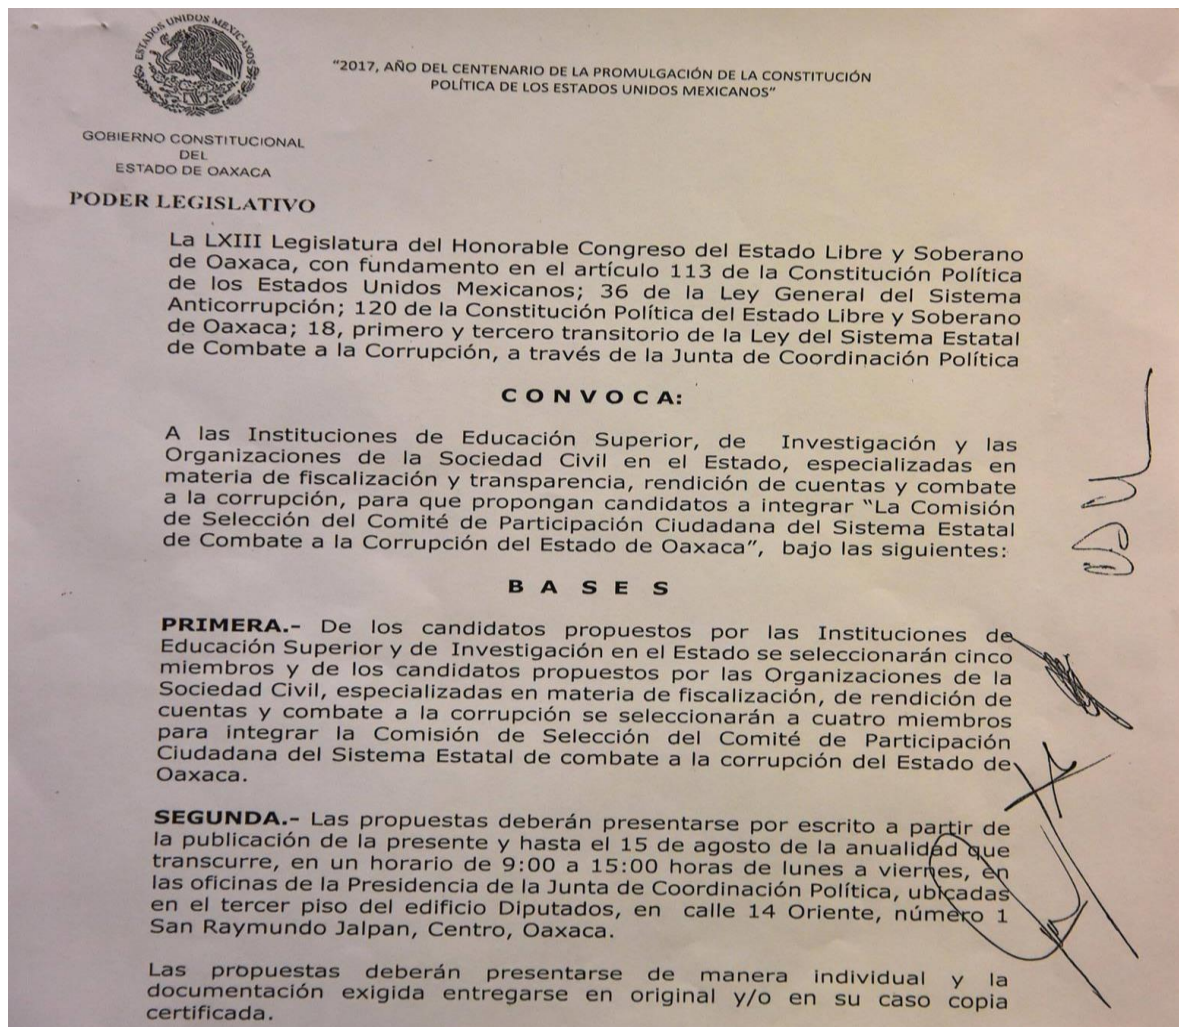 ESTADOS UNIDOS MEXICANOS
"2017, AÑO DEL CENTENARIO DE LA PROMULGACIÓN DE LA CONSTITUCIÓN
POLÍTICA DE LOS ESTADOS UNIDOS MEXICANOS"
GOBIERNO CONSTITUCIONAL
DEL
ESTADO DE OAXACA
PODER LEGISLATIVO
La LXIII Legislatura del Honorable Congreso del Estado Libre y Soberano
de Oaxaca, con fundamento en el artículo 113 de la Constitución Política
de los Estados Unidos Mexicanos; 36 de la Ley General del Sistema
Anticorrupción; 120 de la Constitución Política del Estado Libre y Soberano
de Oaxaca; 18, primero y tercero transitorio de la Ley del Sistema Estatal
de Combate a la Corrupción, a través de la Junta de Coordinación Política
C O N V O C A:
A las Instituciones de Educación Superior, de Investigación y las
Organizaciones de la Sociedad Civil en el Estado, especializadas en
materia de fiscalización y transparencia, rendición de cuentas y combate
a la corrupción, para que propongan candidatos a integrar "La Comisión
de Selección del Comité de Participación Ciudadana del Sistema Estatal
de Combate a la Corrupción del Estado de Oaxaca", bajo las siguientes:
B A S E S
PRIMERA.- De los candidatos propuestos por las Instituciones de
Educación Superior y de Investigación en el Estado se seleccionarán cinco
miembros y de los candidatos propuestos por las Organizaciones de la
Sociedad Civil, especializadas en materia de fiscalización, de rendición de
cuentas y combate a la corrupción se seleccionarán a cuatro miembros
para integrar la Comisión de Selección del Comité de Participación
Ciudadana del Sistema Estatal de combate a la corrupción del Estado de
Oaxaca.
SEGUNDA.- Las propuestas deberán presentarse por escrito a partir de
la publicación de la presente y hasta el 15 de agosto de la anualidad que
transcurre, en un horario de 9:00 a 15:00 horas de lunes a viernes, en
las oficinas de la Presidencia de la Junta de Coordinación Política, ubicadas
en el tercer piso del edificio Diputados, en calle 14 Oriente, número 1
San Raymundo Jalpan, Centro, Oaxaca.
Las propuestas deberán presentarse de manera individual y la
documentación exigida entregarse en original y/o en su caso copia
certificada.